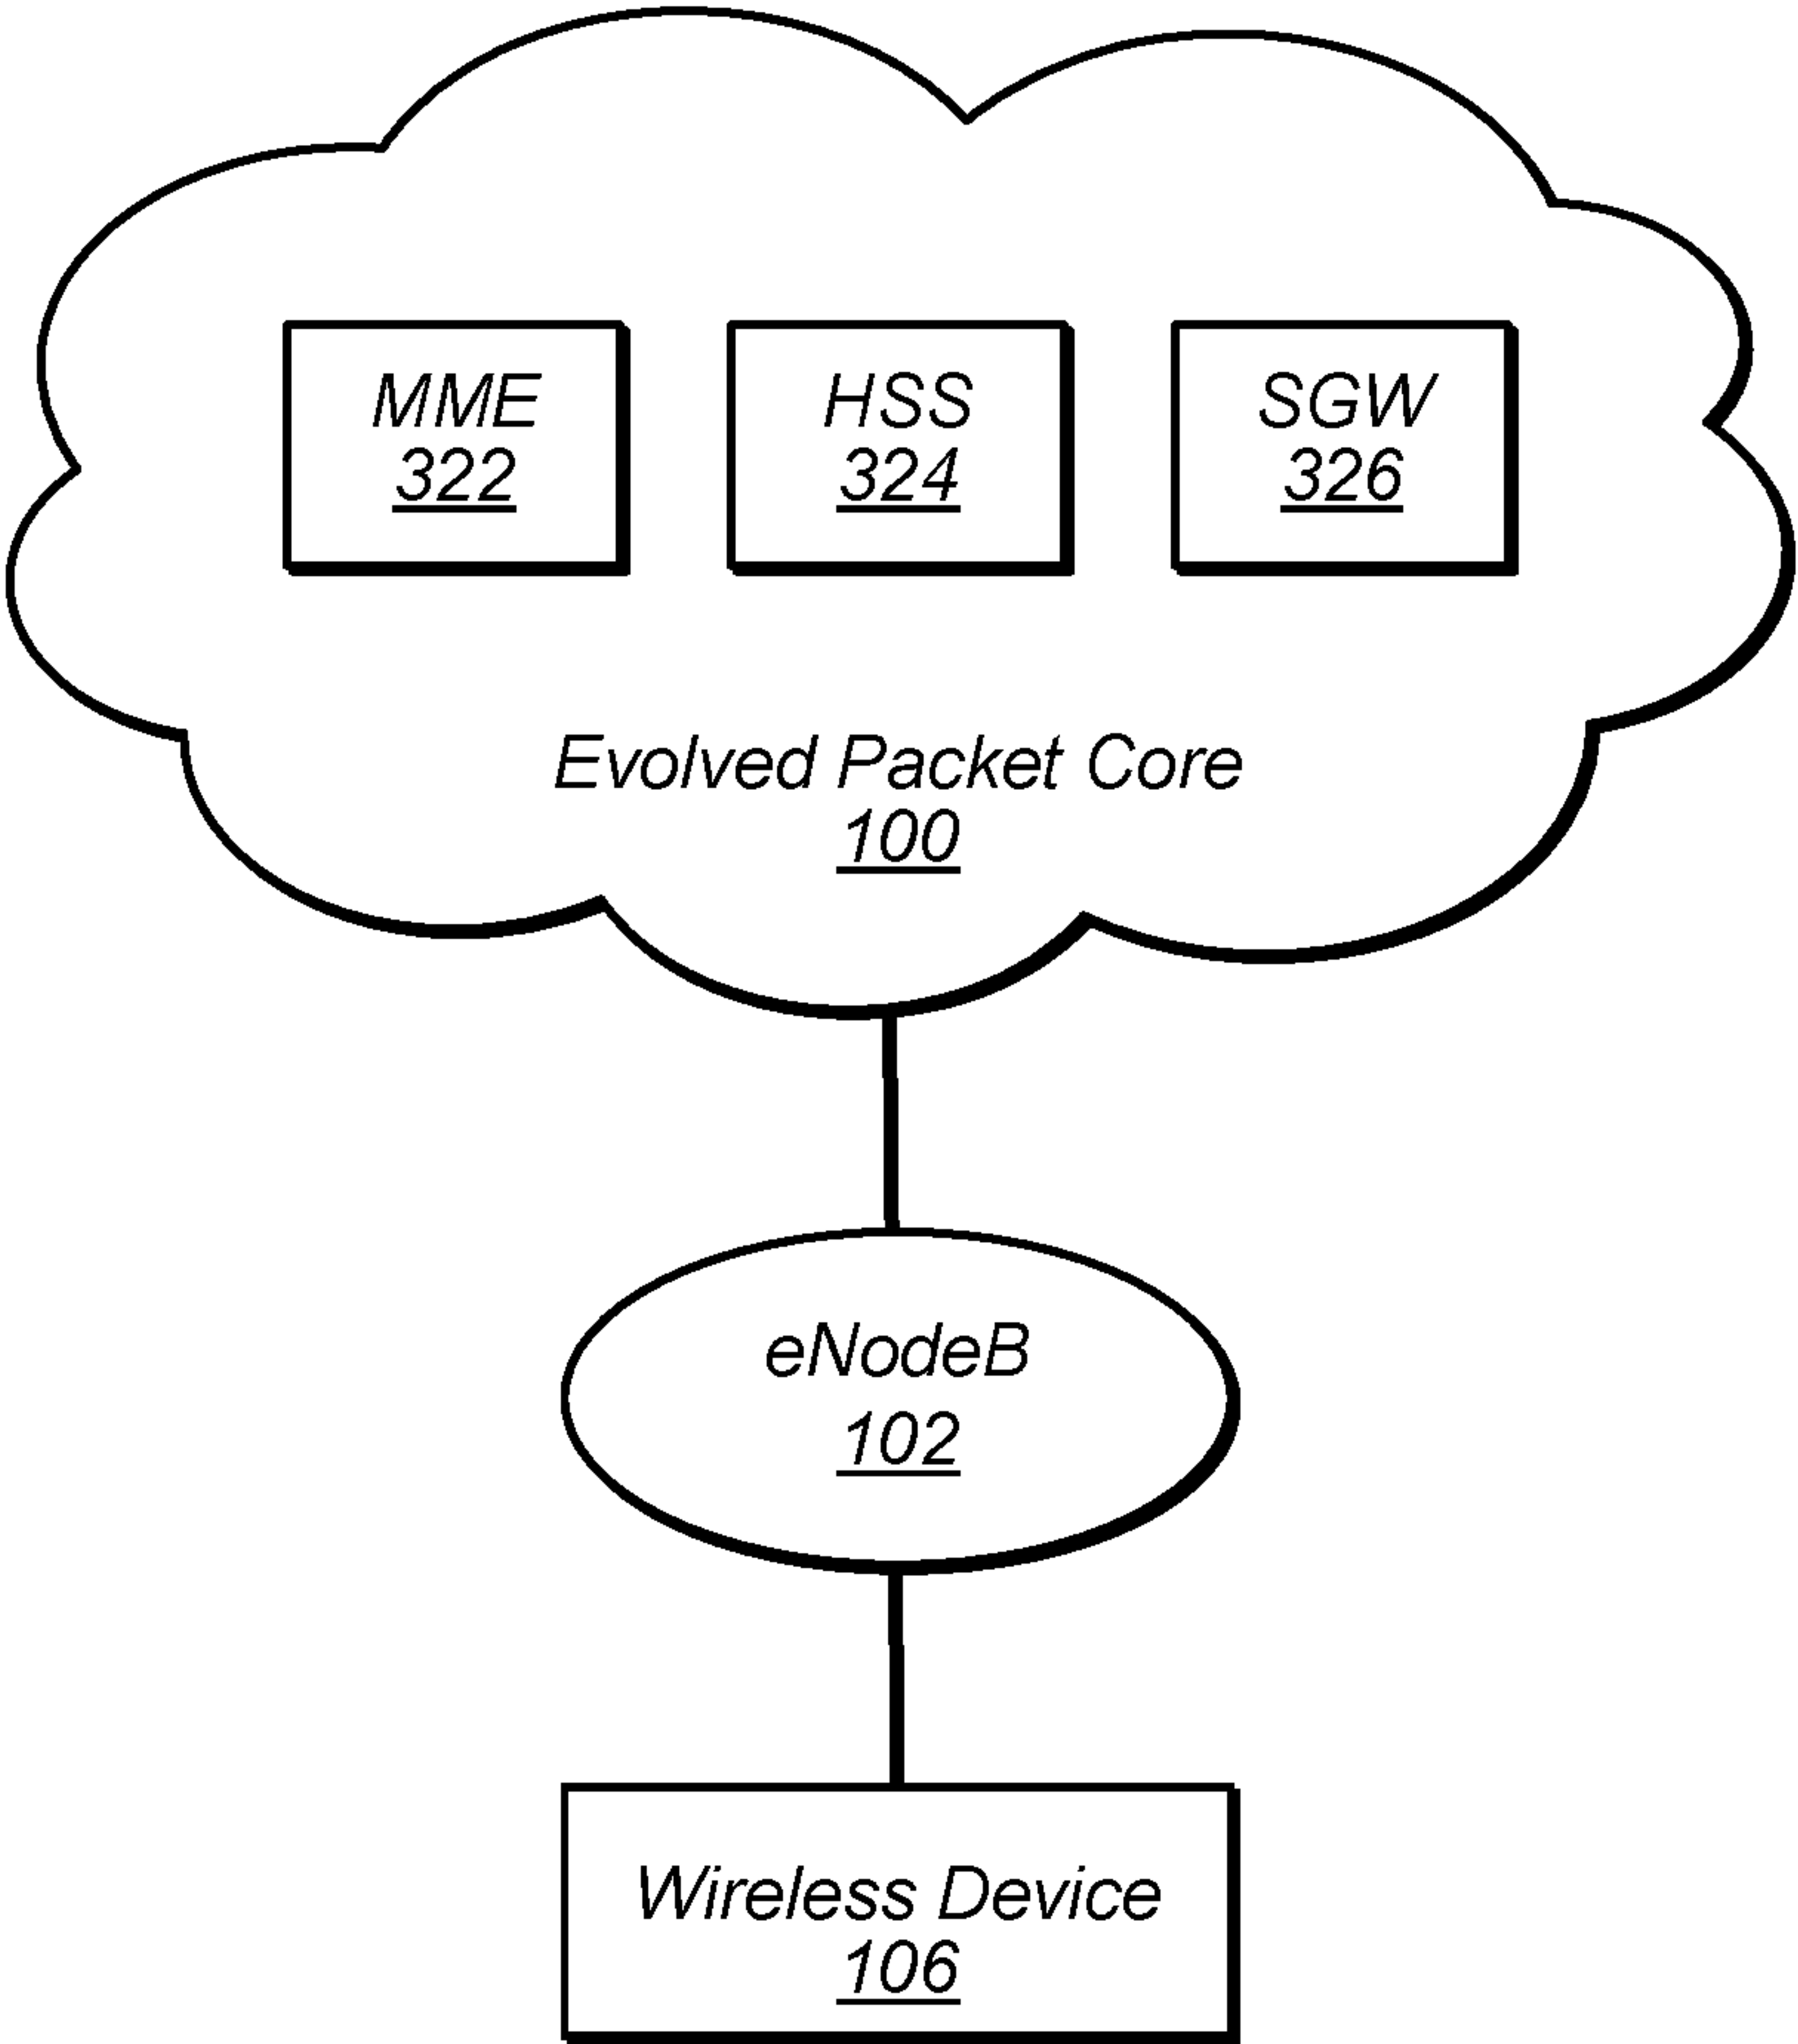 MME
322
HSS
324
SGW
326
Evolved Packet Core
100
eNodeB
102
Wireless Device
106